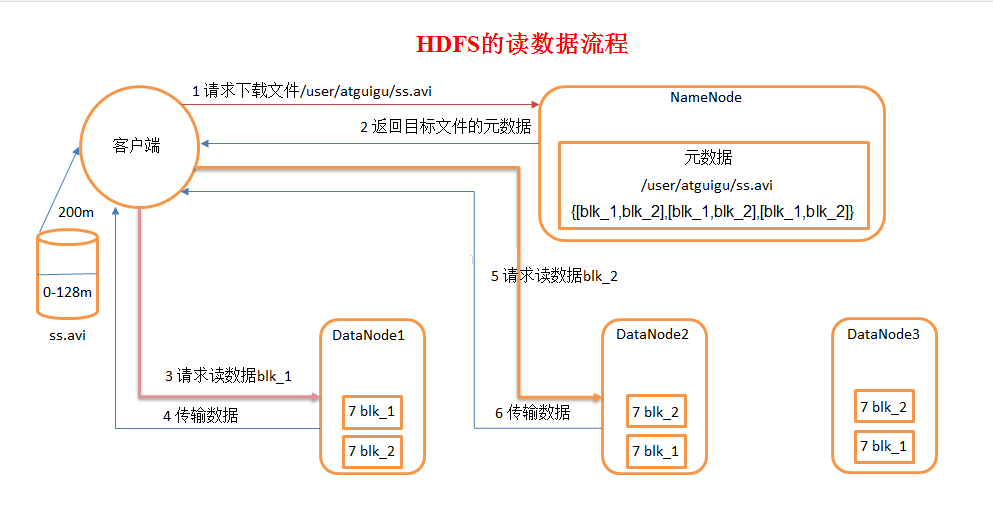 HDFS的读数据流程
1 请求下载文件/user/atguigu/ss.avi
NameNode
2 返回目标文件的元数据
客户端
元数据
/user/atguigu/ss.avi
{[blk_1,blk_2],[blk_1,blk_2],[blk_1,blk_2]}
200m
5 请求读数据blk_2
0-128m
ss.avi
DataNode1
DataNode2
DataNode3
3 请求读数据blk_1
4 传输数据
6 传输数据
7 blk_1
7 blk_2
7 blk_2
7 blk_1
7 blk_2
7 blk_1